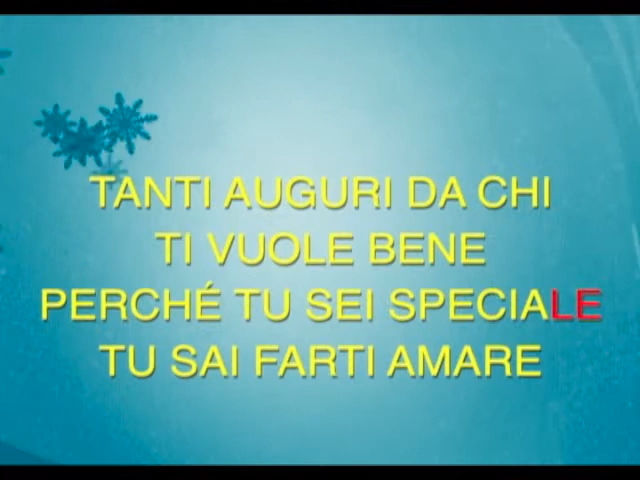 TANTI AUGURI DA CHI
TI VUOLE BENE
PERCHÉ TU SEI SPECIALE
TU SAI FARTI AMARE